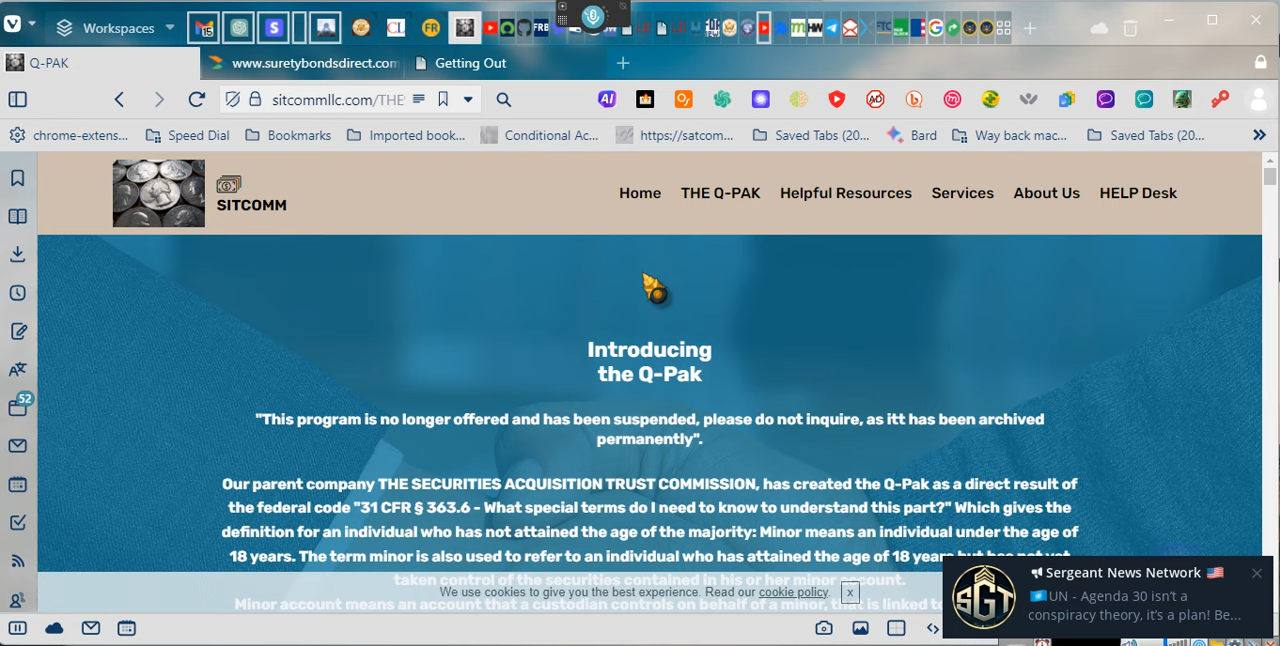 Workspaces
15
CL
FR
FRE
HW
FTC
Q-PAK
www.suretybondsdirect.com
Getting Out
sitcommllc.com/THE
chrome-extens...
Speed Dial
Bookmarks
Imported book...
Conditional Ac...
https://satcom...
Saved Tabs (20...
Bard
Way back mac...
Saved Tabs (20...
SITCOMM
Home
THE Q-PAK
Helpful Resources
Services
About Us
HELP Desk
Introducing
the Q-Pak
"This program is no longer offered and has been suspended, please do not inquire, as itt has been archived
permanently".
Our parent company THE SECURITIES ACQUISITION TRUST COMMISSION, has created the Q-Pak as a direct result of
the federal code "31 CFR § 363.6 - What special terms do I need to know to understand this part?" Which gives the
definition for an individual who has not attained the age of the majority: Minor means an individual under the age of
18 years. The term minor is also used to refer to an individual who has attained the age of 18 years but has not yet
taken control of the securities contained in his or her minor account.
Minor account means an account that a custodian controls on behalf of a minor, that is linked to
We use cookies to give you the best experience. Read our cookie policy.
x
52
SGT
Sergeant News Network
UN - Agenda 30 isn't a
conspiracy theory, it's a plan! Be...